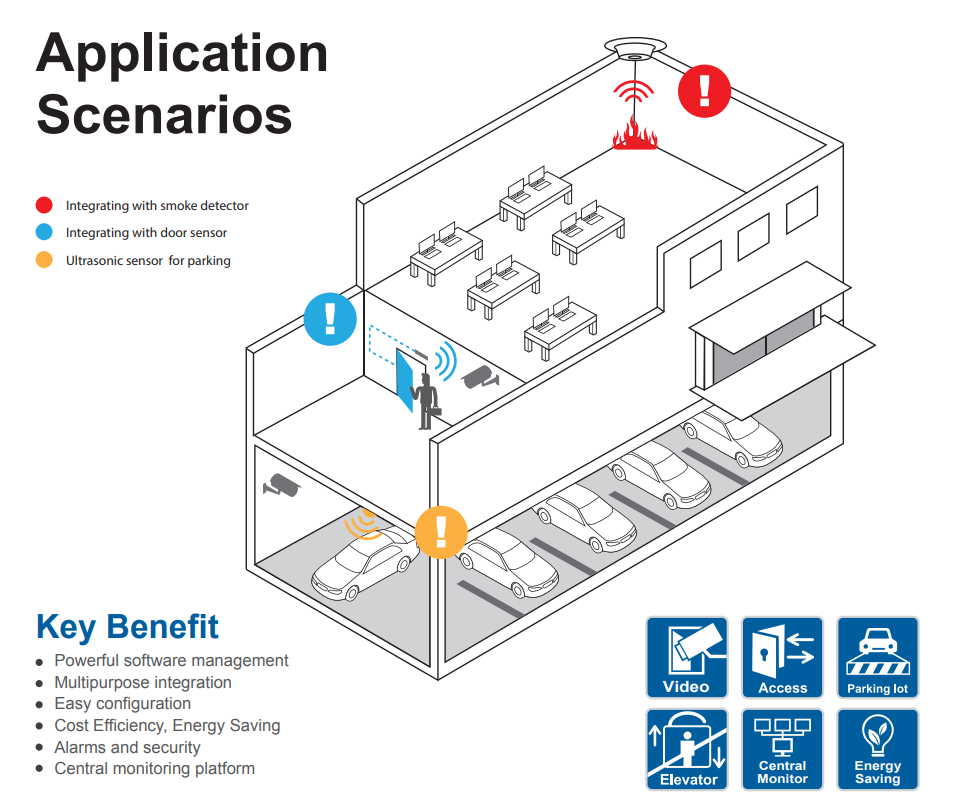 Application
Scenarios
Integrating with smoke detector
Integrating with door sensor
Ultrasonic sensor for parking
!
!
!
Key Benefit
• Powerful software management
• Multipurpose integration
• Easy configuration
• Cost Efficiency, Energy Saving
• Alarms and security
• Central monitoring platform
Video
Access
Parking lot
Elevator
Central
Monitor
Energy
Saving